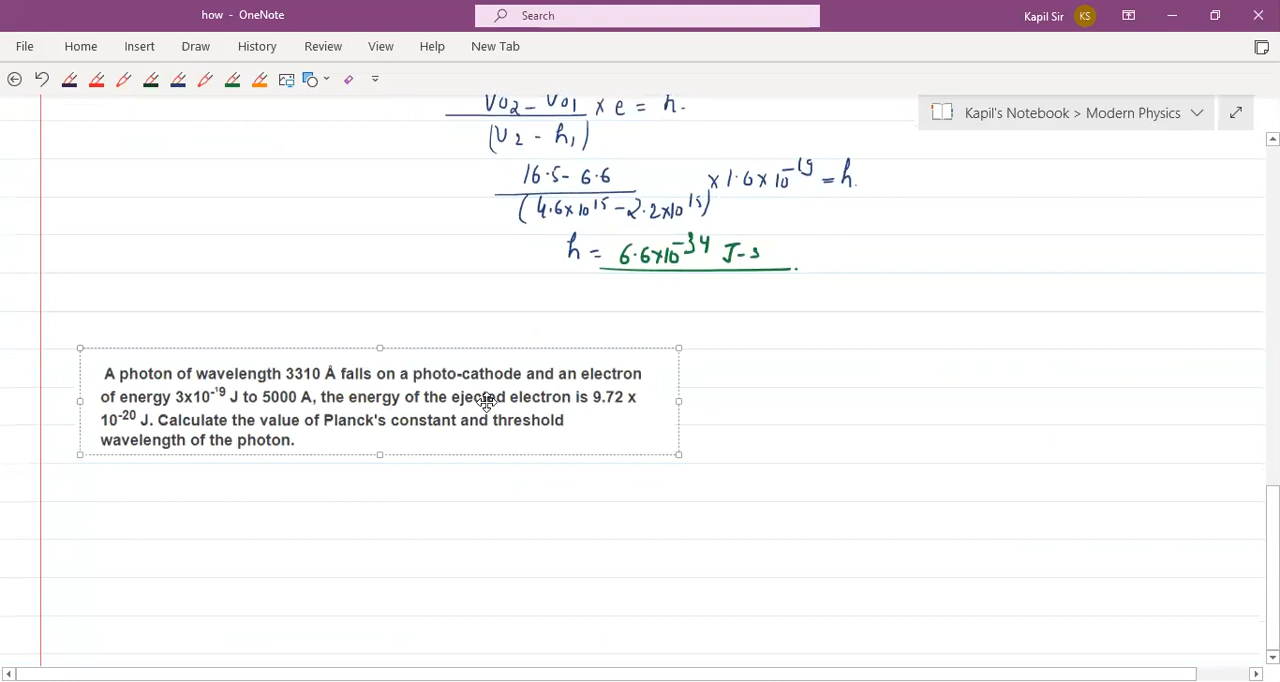 how - OneNote
Search
Kapil Sir
KS
File Home Insert Draw History Review View Help New Tab
Kapil's Notebook > Modern Physics
V02 - V01 × e = h.
(V2 - h1)
16.5 - 6.6 × 1.6×10^-19 = h.
(4.6×10^15 - 2.2×10^15)
h = 6.6×10^-34 J-s
A photon of wavelength 3310 Å falls on a photo-cathode and an electron
of energy 3x10^-19 J to 5000 A, the energy of the ejected electron is 9.72 x
10^-20 J. Calculate the value of Planck's constant and threshold
wavelength of the photon.